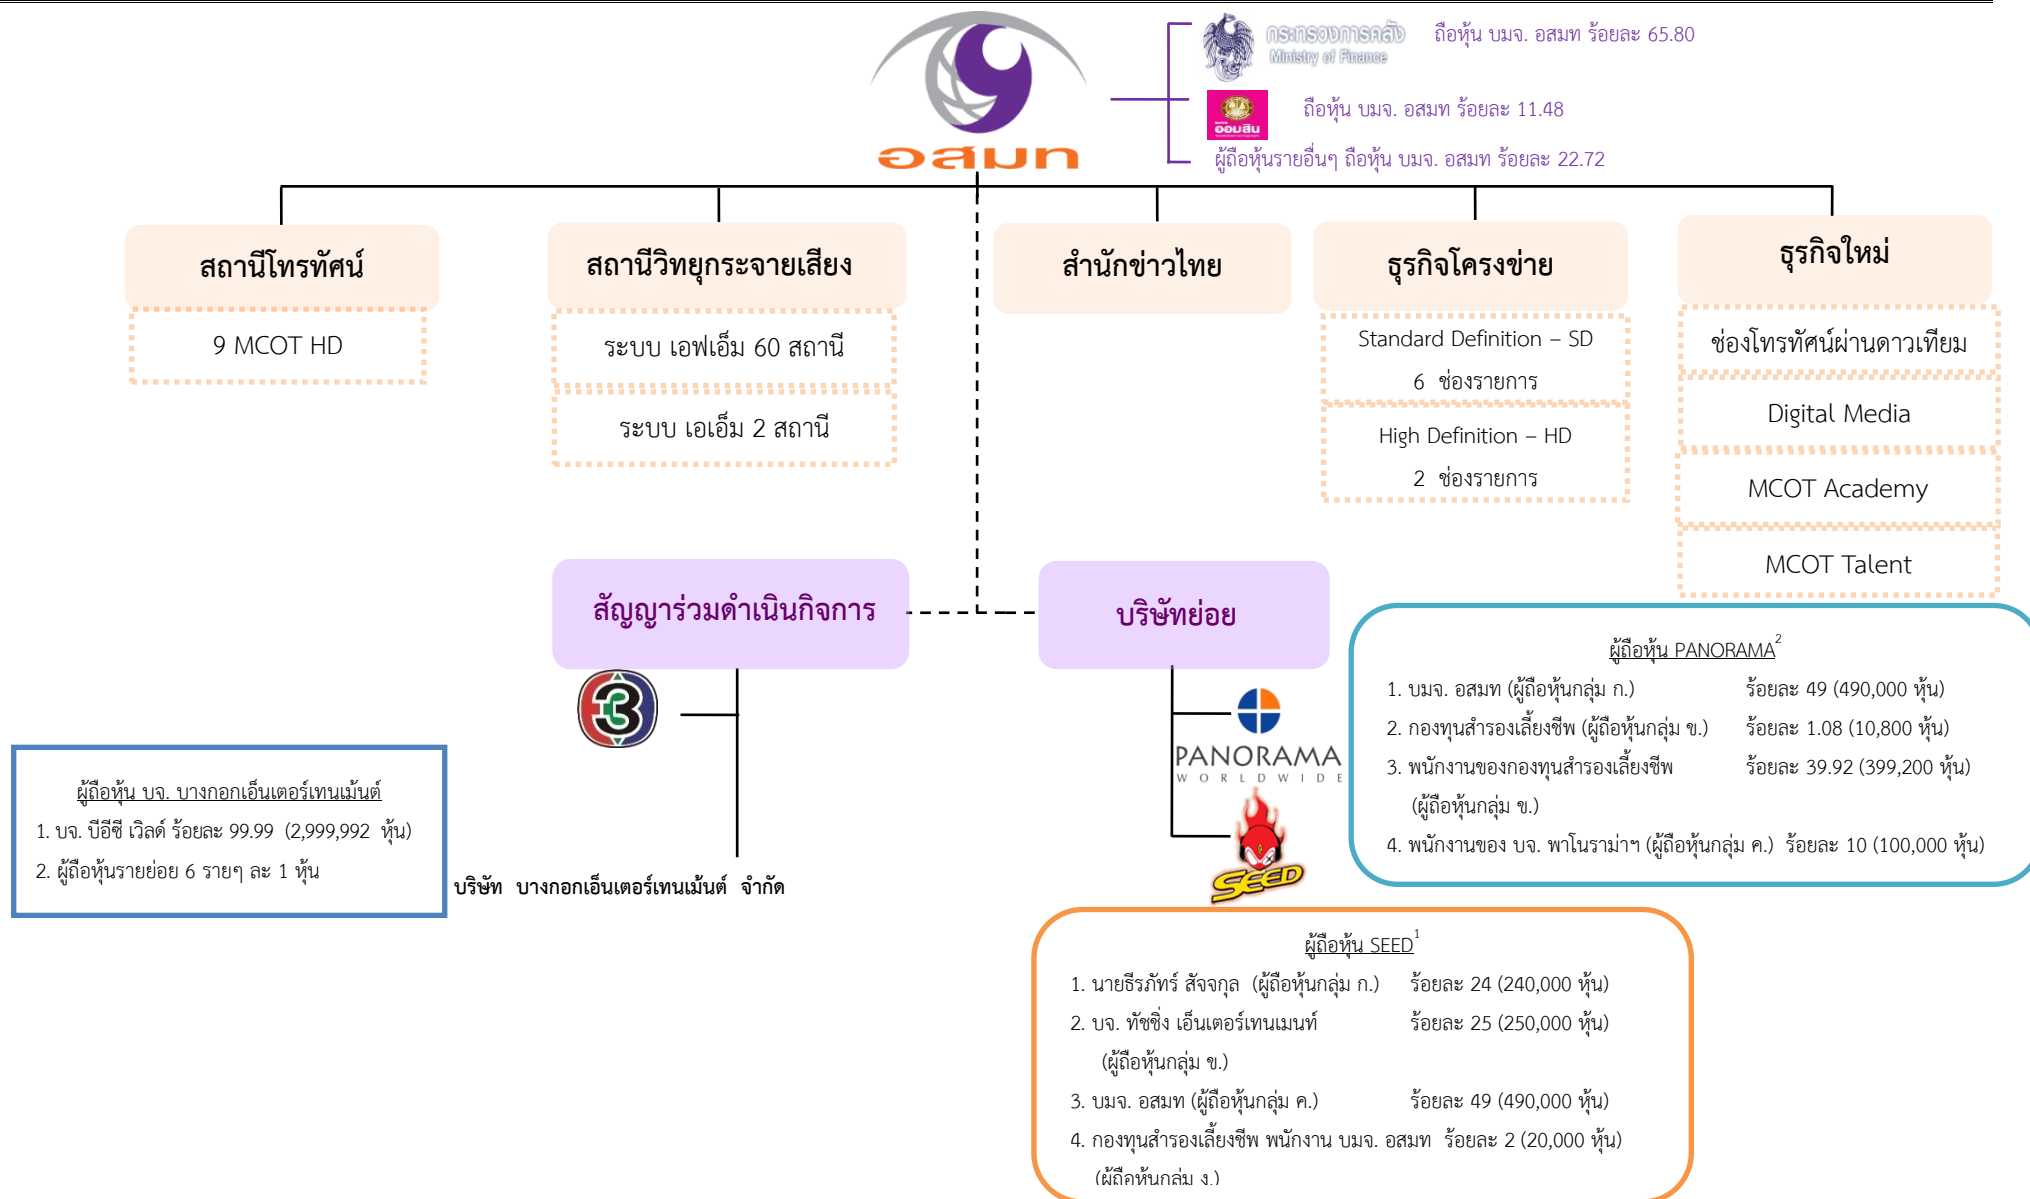 อสมท
กระทรวงการคลัง
Ministry of Finance
ถือหุ้น บมจ. อสมท ร้อยละ 65.80
ออมสิน
ถือหุ้น บมจ. อสมท ร้อยละ 11.48
ผู้ถือหุ้นรายอื่นๆ ถือหุ้น บมจ. อสมท ร้อยละ 22.72
สถานีโทรทัศน์
9 MCOT HD
สถานีวิทยุกระจายเสียง
ระบบ เอฟเอ็ม 60 สถานี
ระบบ เอเอ็ม 2 สถานี
สำนักข่าวไทย
ธุรกิจโครงข่าย
Standard Definition – SD
6 ช่องรายการ
High Definition – HD
2 ช่องรายการ
ธุรกิจใหม่
ช่องโทรทัศน์ผ่านดาวเทียม
Digital Media
MCOT Academy
MCOT Talent
สัญญาร่วมดำเนินกิจการ
3
บริษัท บางกอกเอ็นเตอร์เทนเม้นต์ จำกัด
ผู้ถือหุ้น บจ. บางกอกเอ็นเตอร์เทนเม้นต์
1. บจ. บีอีซี เวิลด์ ร้อยละ 99.99 (2,999,992 หุ้น)
2. ผู้ถือหุ้นรายย่อย 6 รายๆ ละ 1 หุ้น
บริษัทย่อย
PANORAMA
WORLDWIDE
SEED
ผู้ถือหุ้น PANORAMA2
1. บมจ. อสมท (ผู้ถือหุ้นกลุ่ม ก.) ร้อยละ 49 (490,000 หุ้น)
2. กองทุนสำรองเลี้ยงชีพ (ผู้ถือหุ้นกลุ่ม ข.) ร้อยละ 1.08 (10,800 หุ้น)
3. พนักงานของกองทุนสำรองเลี้ยงชีพ ร้อยละ 39.92 (399,200 หุ้น)
(ผู้ถือหุ้นกลุ่ม ข.)
4. พนักงานของ บจ. พาโนราม่าฯ (ผู้ถือหุ้นกลุ่ม ค.) ร้อยละ 10 (100,000 หุ้น)
ผู้ถือหุ้น SEED1
1. นายธีรภัทร์ สัจจกุล (ผู้ถือหุ้นกลุ่ม ก.) ร้อยละ 24 (240,000 หุ้น)
2. บจ. ทัชชิ่ง เอ็นเตอร์เทนเมนท์ ร้อยละ 25 (250,000 หุ้น)
(ผู้ถือหุ้นกลุ่ม ข.)
3. บมจ. อสมท (ผู้ถือหุ้นกลุ่ม ค.) ร้อยละ 49 (490,000 หุ้น)
4. กองทุนสำรองเลี้ยงชีพ พนักงาน บมจ. อสมท ร้อยละ 2 (20,000 หุ้น)
(ผู้ถือหุ้นกลุ่ม ง.)